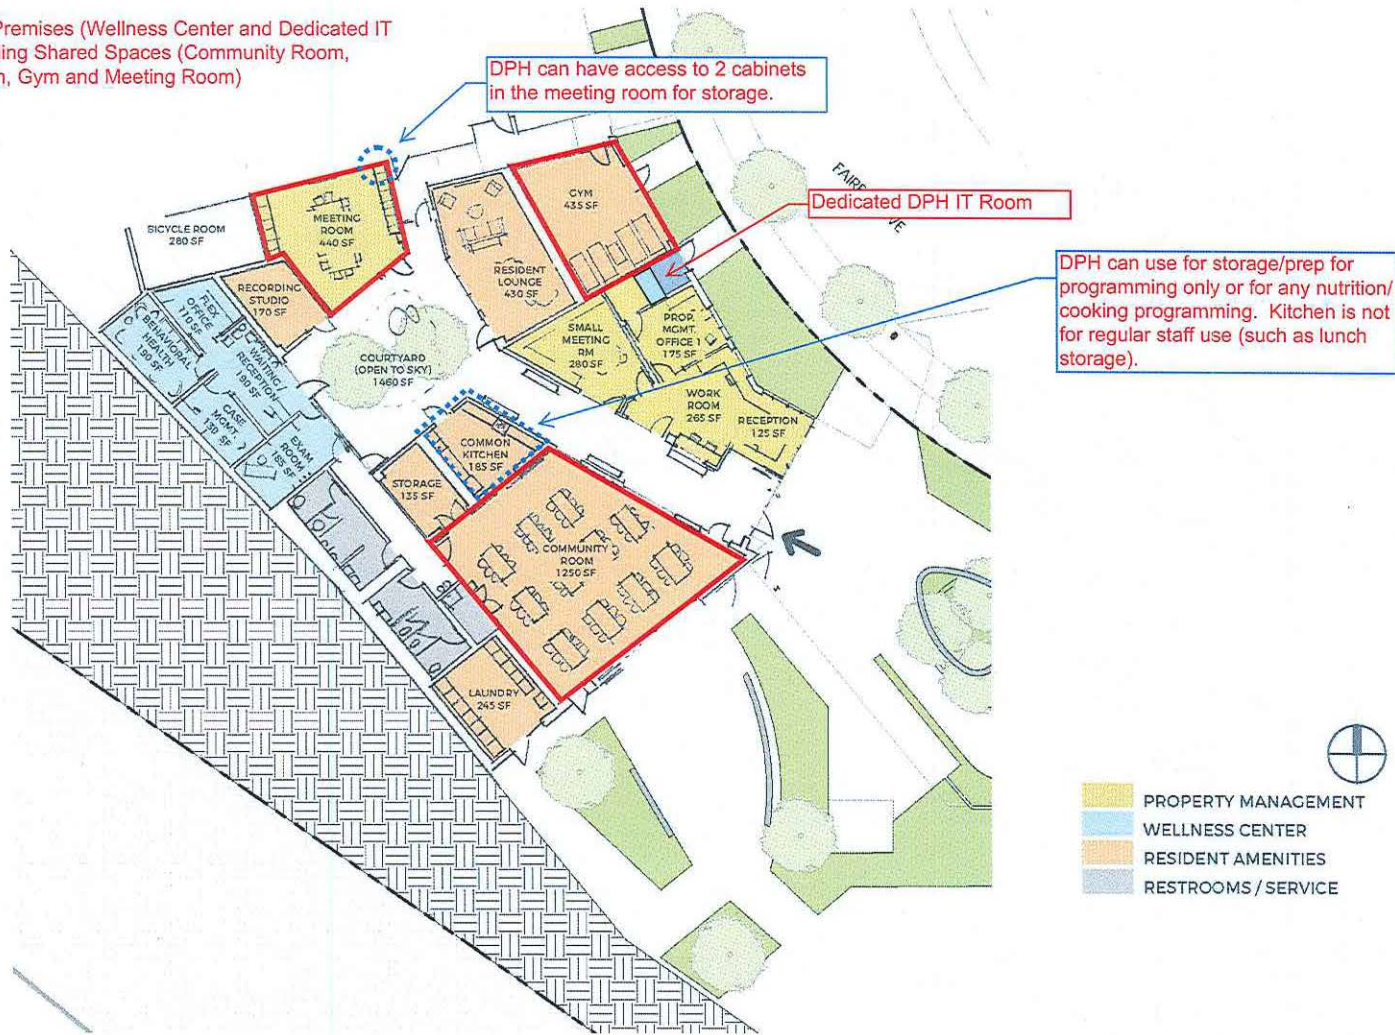 Premises (Wellness Center and Dedicated IT
ing Shared Spaces (Community Room,
, Gym and Meeting Room)
DPH can have access to 2 cabinets
in the meeting room for storage.
Dedicated DPH IT Room
DPH can use for storage/prep for
programming only or for any nutrition/
cooking programming. Kitchen is not
for regular staff use (such as lunch
storage).
BICYCLE ROOM
280 SF
MEETING
ROOM
440 SF
GYM
435 SF
RECORDING
STUDIO
170 SF
RESIDENT
LOUNGE
430 SF
FLEX
OFFICE
110 SF
BEHAVIORAL
HEALTH
WAITING/
RECEPTION
CASE
MGMT.
130 SF
EXAM
ROOM
185 SF
COURTYARD
(OPEN TO SKY)
1460 SF
SMALL
MEETING
RM
280 SF
PROP.
MGMT.
OFFICE 1
175 SF
WORK
ROOM
265 SF
RECEPTION
125 SF
COMMON
KITCHEN
185 SF
STORAGE
135 SF
COMMUNITY
ROOM
1250 SF
LAUNDRY
245 SF
PROPERTY MANAGEMENT
WELLNESS CENTER
RESIDENT AMENITIES
RESTROOMS / SERVICE